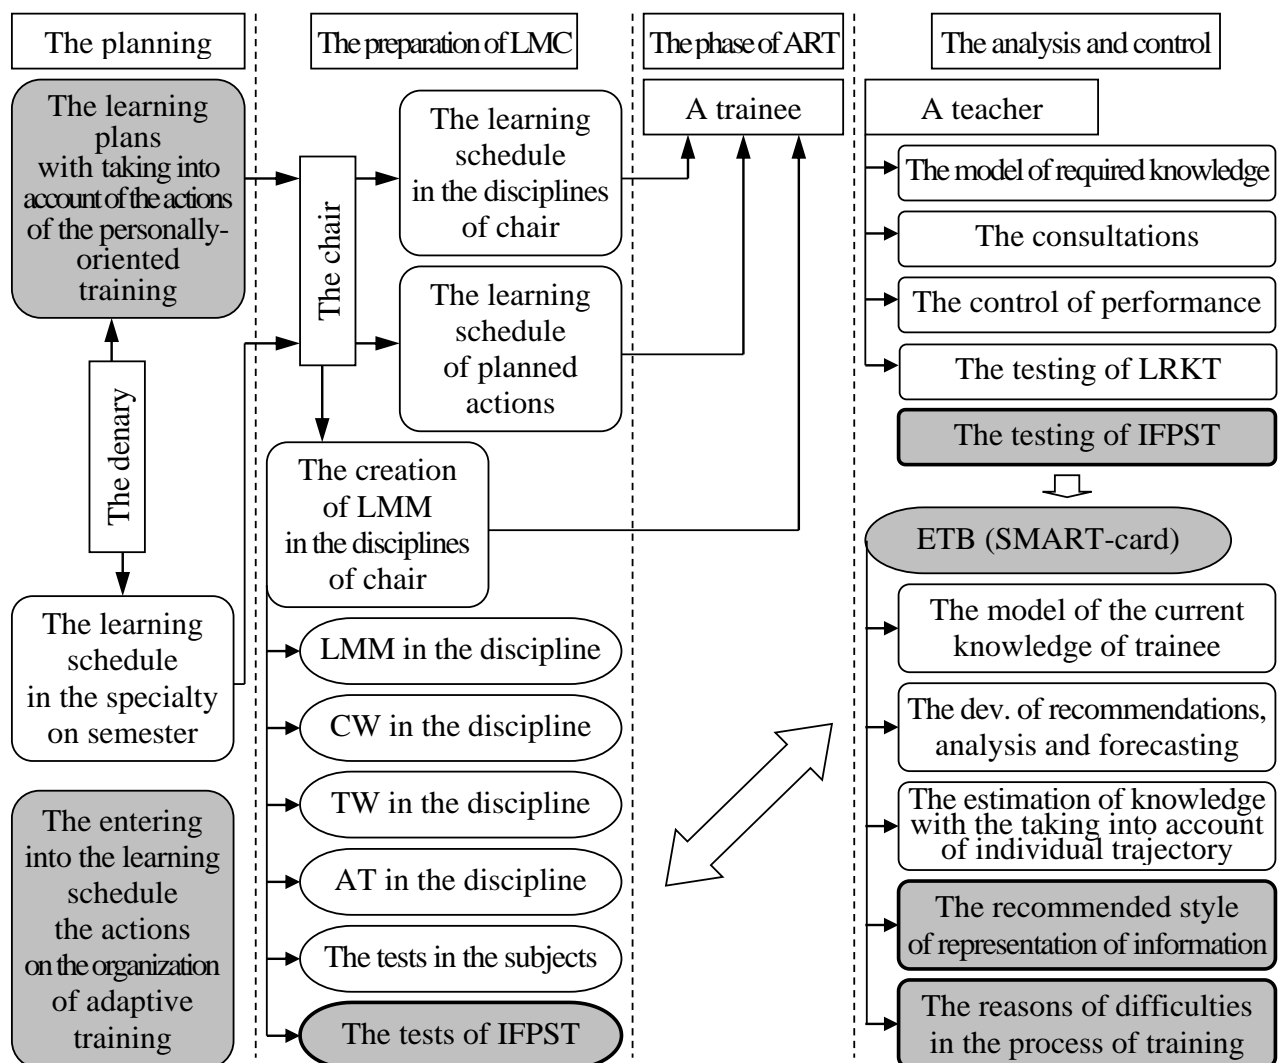 The planning
The learning
plans
with taking into
account of the actions
of the personally-
oriented
training
The denary
The learning
schedule
in the specialty
on semester
The entering
into the learning
schedule
the actions
on the organization
of adaptive
training
The preparation of LMC
The chair
The learning
schedule
in the disciplines
of chair
The learning
schedule
of planned
actions
The creation
of LMM
in the disciplines
of chair
LMM in the discipline
CW in the discipline
TW in the discipline
AT in the discipline
The tests in the subjects
The tests of IFPST
The phase of ART
A trainee
The analysis and control
A teacher
The model of required knowledge
The consultations
The control of performance
The testing of LRKT
The testing of IFPST
ETB (SMART-card)
The model of the current
knowledge of trainee
The dev. of recommendations,
analysis and forecasting
The estimation of knowledge
with the taking into account
of individual trajectory
The recommended style
of representation of information
The reasons of difficulties
in the process of training